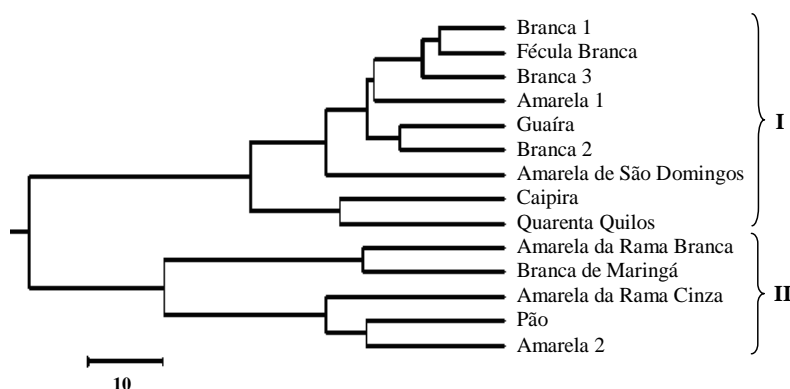 Branca 1
Fécula Branca
Branca 3
Amarela 1
Guaíra
Branca 2
Amarela de São Domingos
Caipira
Quarenta Quilos
I
Amarela da Rama Branca
Branca de Maringá
Amarela da Rama Cinza
Pão
Amarela 2
II
10